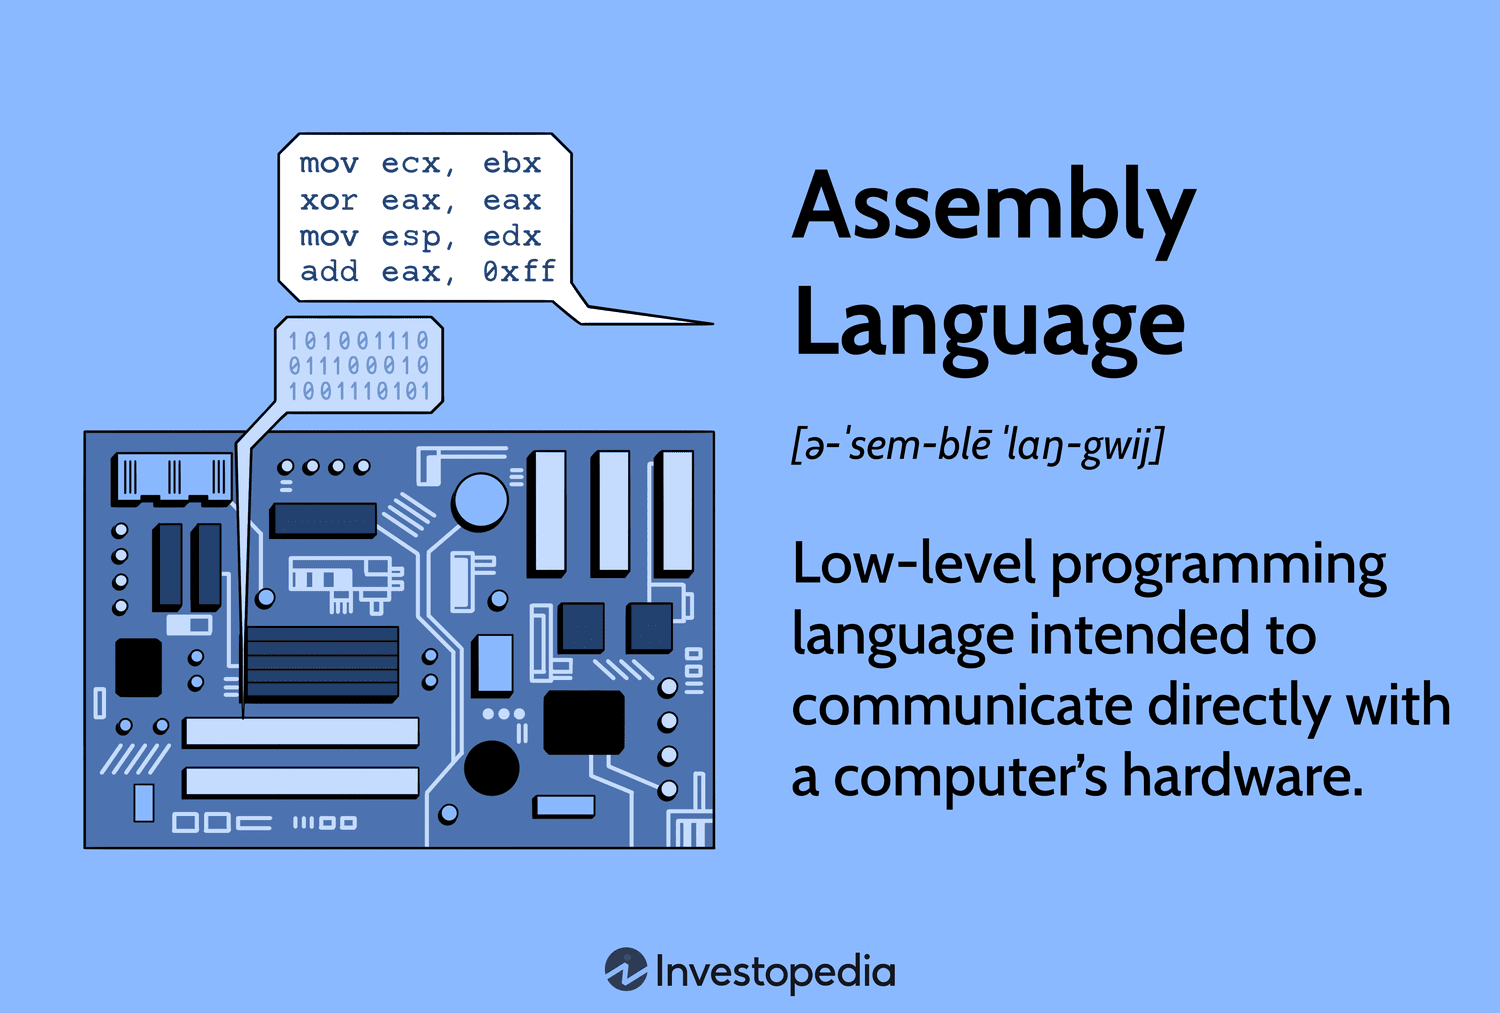 mov ecx, ebx
xor eax, eax
mov esp, edx
add eax, 0xff
101001110
011100010
1001110101
Assembly
Language
[ə-ˈsem-blē ˈlaŋ-gwij]
Low-level programming
language intended to
communicate directly with
a computer’s hardware.
Investopedia